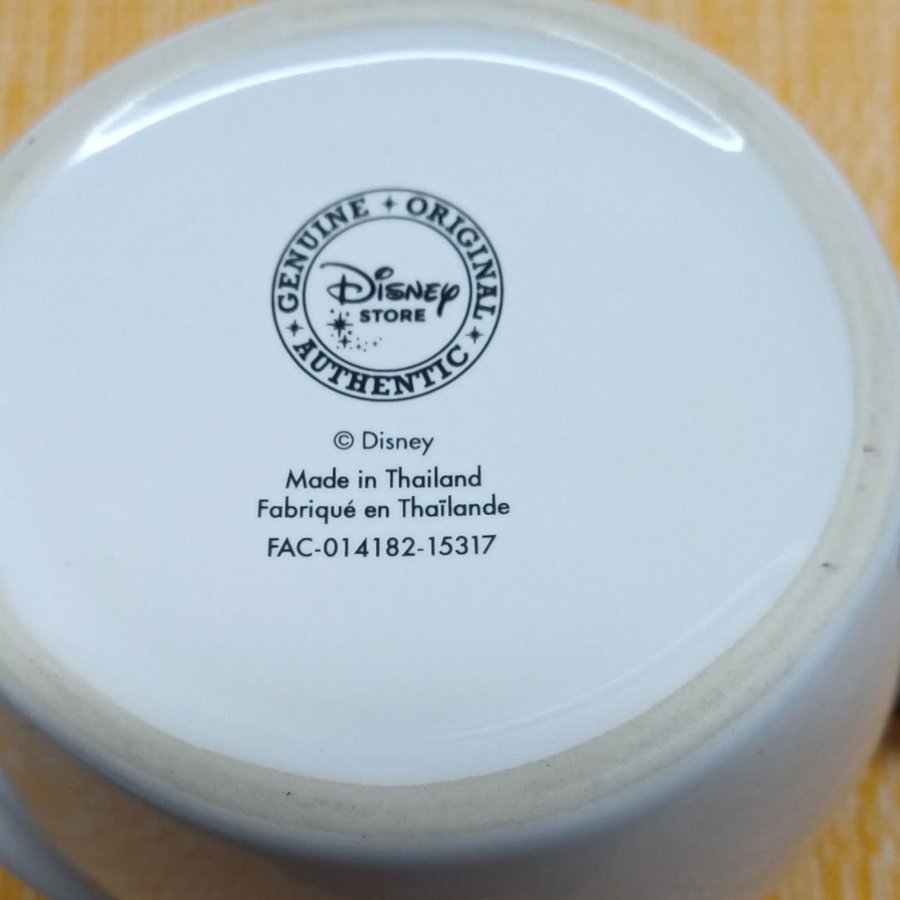 GENUINE ORIGINAL
AUTHENTIC
Disney
STORE
© Disney
Made in Thailand
Fabriqué en Thaïlande
FAC-014182-15317